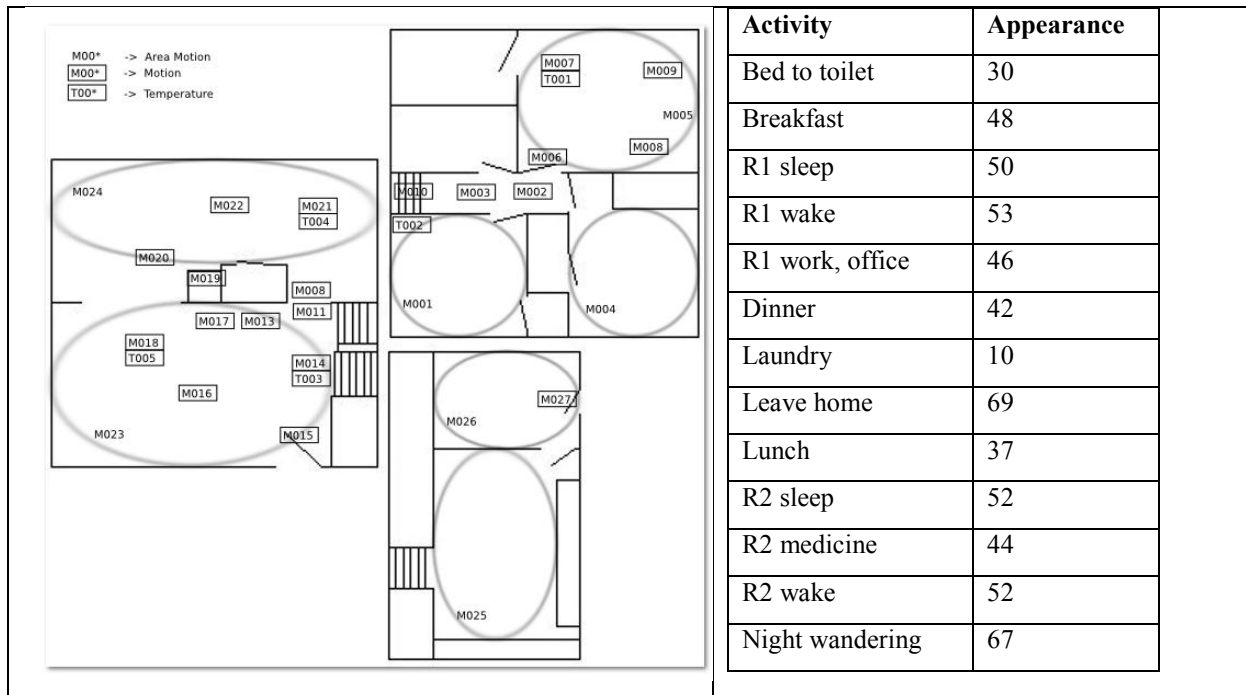 M00* -> Area Motion
M00* -> Motion
T00* -> Temperature
M007
T001
M009
M005
M008
M006
M010
M003
M002
T002
M001
M004
M024
M022
M021
T004
M020
M019
M008
M011
M017
M013
M018
T005
M014
T003
M016
M023
M015
M027
M026
M025
Activity Appearance
Bed to toilet 30
Breakfast 48
R1 sleep 50
R1 wake 53
R1 work, office 46
Dinner 42
Laundry 10
Leave home 69
Lunch 37
R2 sleep 52
R2 medicine 44
R2 wake 52
Night wandering 67